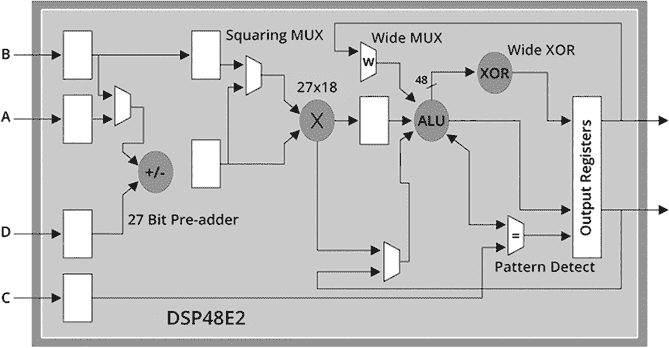 B
Squaring MUX
Wide MUX
Wide XOR
W
48
XOR
27x18
A
X
ALU
Output Registers
+/-
27 Bit Pre-adder
D
=
Pattern Detect
C
DSP48E2